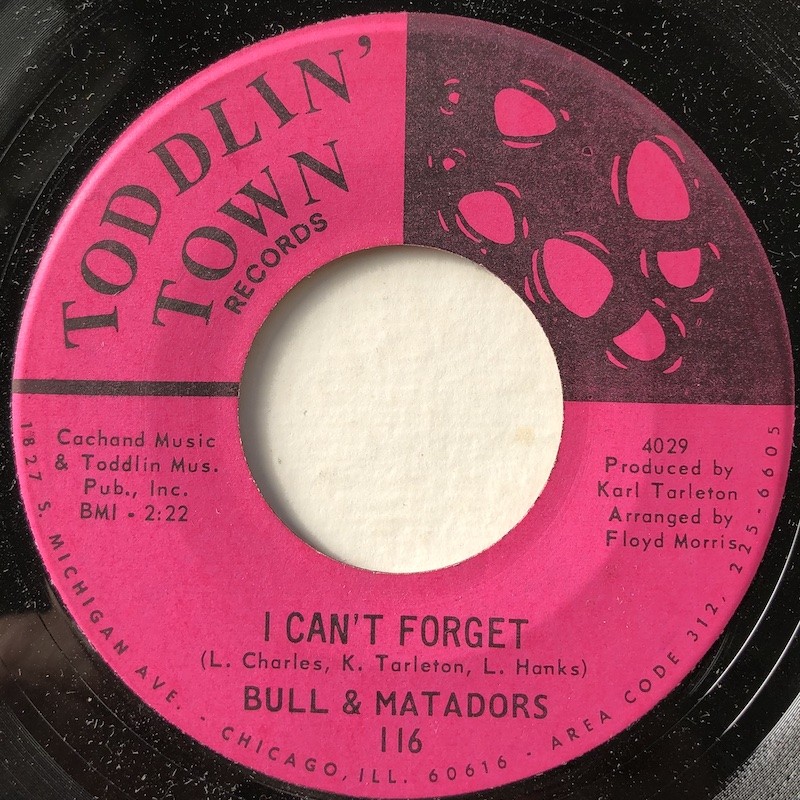 TODDLIN'
TOWN
RECORDS
Cachand Music
& Toddlin Mus.
Pub., Inc.
BMI - 2:22
4029
Produced by
Karl Tarleton
Arranged by
Floyd Morris
I CAN'T FORGET
(L. Charles, K. Tarleton, L. Hanks)
BULL & MATADORS
116
1827 S. MICHIGAN AVE. - CHICAGO, ILL. 60616 - AREA CODE 312, 225-6605